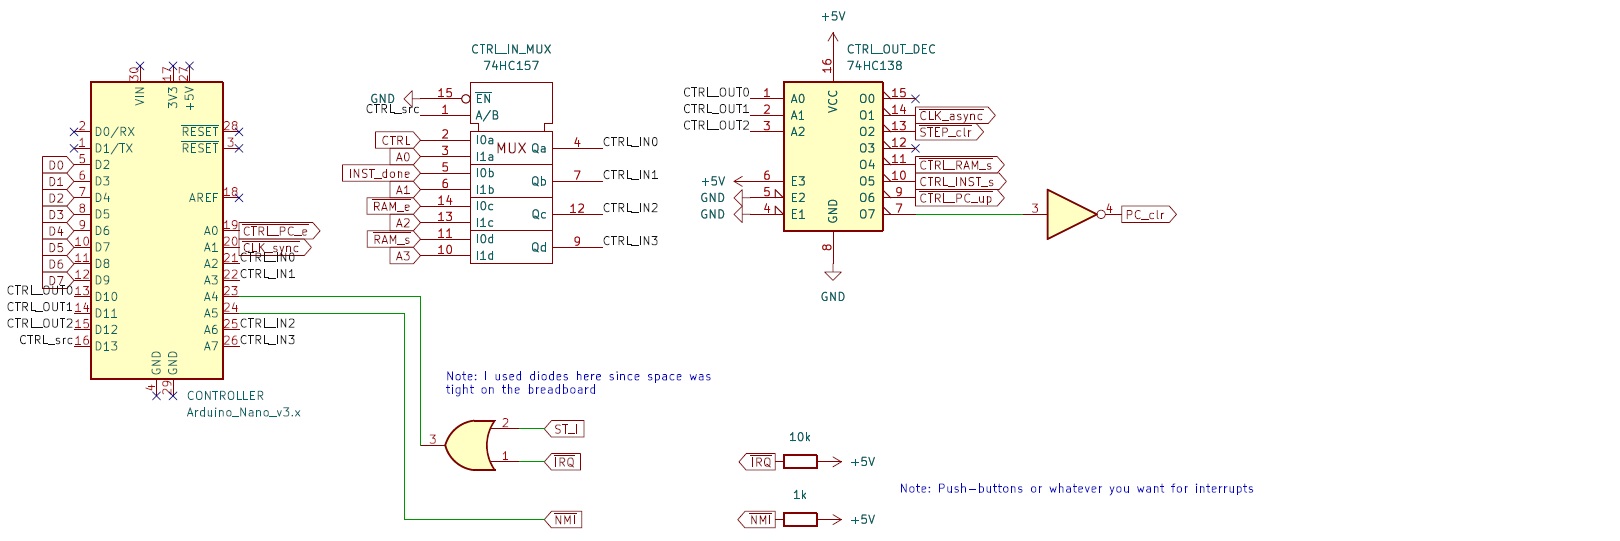 +5V
CTRL_IN_MUX
74HC157
CTRL_OUT_DEC
74HC138
30
17
27
VIN
3V3
+5V
2
D0/RX
1
D1/TX
D0
5
D2
D1
6
D3
D2
7
D4
D3
8
D5
D4
9
D6
D5
10
D7
D6
11
D8
D7
12
D9
CTRL_OUT0
13
D10
CTRL_OUT1
14
D11
CTRL_OUT2
15
D12
CTRL_src
16
D13
RESET
28
RESET
3
AREF
18
A0
19
CTRL_PC_e
A1
20
CLK_sync
A2
21
CTRL_IN0
A3
22
CTRL_IN1
A4
23
A5
24
A6
25
CTRL_IN2
A7
26
CTRL_IN3
GND
GND
4
29
CONTROLLER
Arduino_Nano_v3.x
GND
15
EN
CTRL_src
1
A/B
CTRL
2
I0a
A0
3
I1a
INST_done
5
I0b
A1
6
I1b
RAM_e
14
I0c
A2
13
I1c
RAM_s
11
I0d
A3
10
I1d
MUX
Qa
4
CTRL_IN0
Qb
7
CTRL_IN1
Qc
12
CTRL_IN2
Qd
9
CTRL_IN3
16
VCC
CTRL_OUT0
1
A0
CTRL_OUT1
2
A1
CTRL_OUT2
3
A2
+5V
6
E3
GND
5
E2
GND
4
E1
O0
15
O1
14
CLK_async
O2
13
STEP_clr
O3
12
O4
11
CTRL_RAM_s
O5
10
CTRL_INST_s
O6
9
CTRL_PC_up
O7
7
3
4
PC_clr
GND
8
GND
Note: I used diodes here since space was
tight on the breadboard
3
2
ST_I
1
IRQ
NMI
10k
IRQ
+5V
1k
NMI
+5V
Note: Push-buttons or whatever you want for interrupts